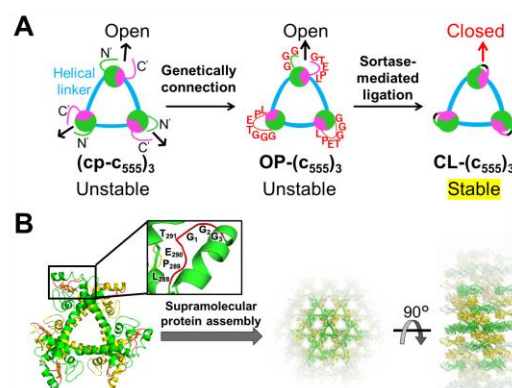 A
Open
N'
C'
Helical
linker
N'
C'
C'
N'
(cp-c₅₅₅)₃
Unstable
Genetically
connection
Open
G
G
G
T
E
P
L
L
P
E
T
G
G
G
L
P
E
T
G
G
G
OP-(c₅₅₅)₃
Unstable
Sortase-
mediated
ligation
Closed
CL-(c₅₅₅)₃
Stable
B
T₂₉₁
G₁
G₂
G₃
E₂₉₀
P₂₈₉
L₂₈₈
Supramolecular
protein assembly
90°